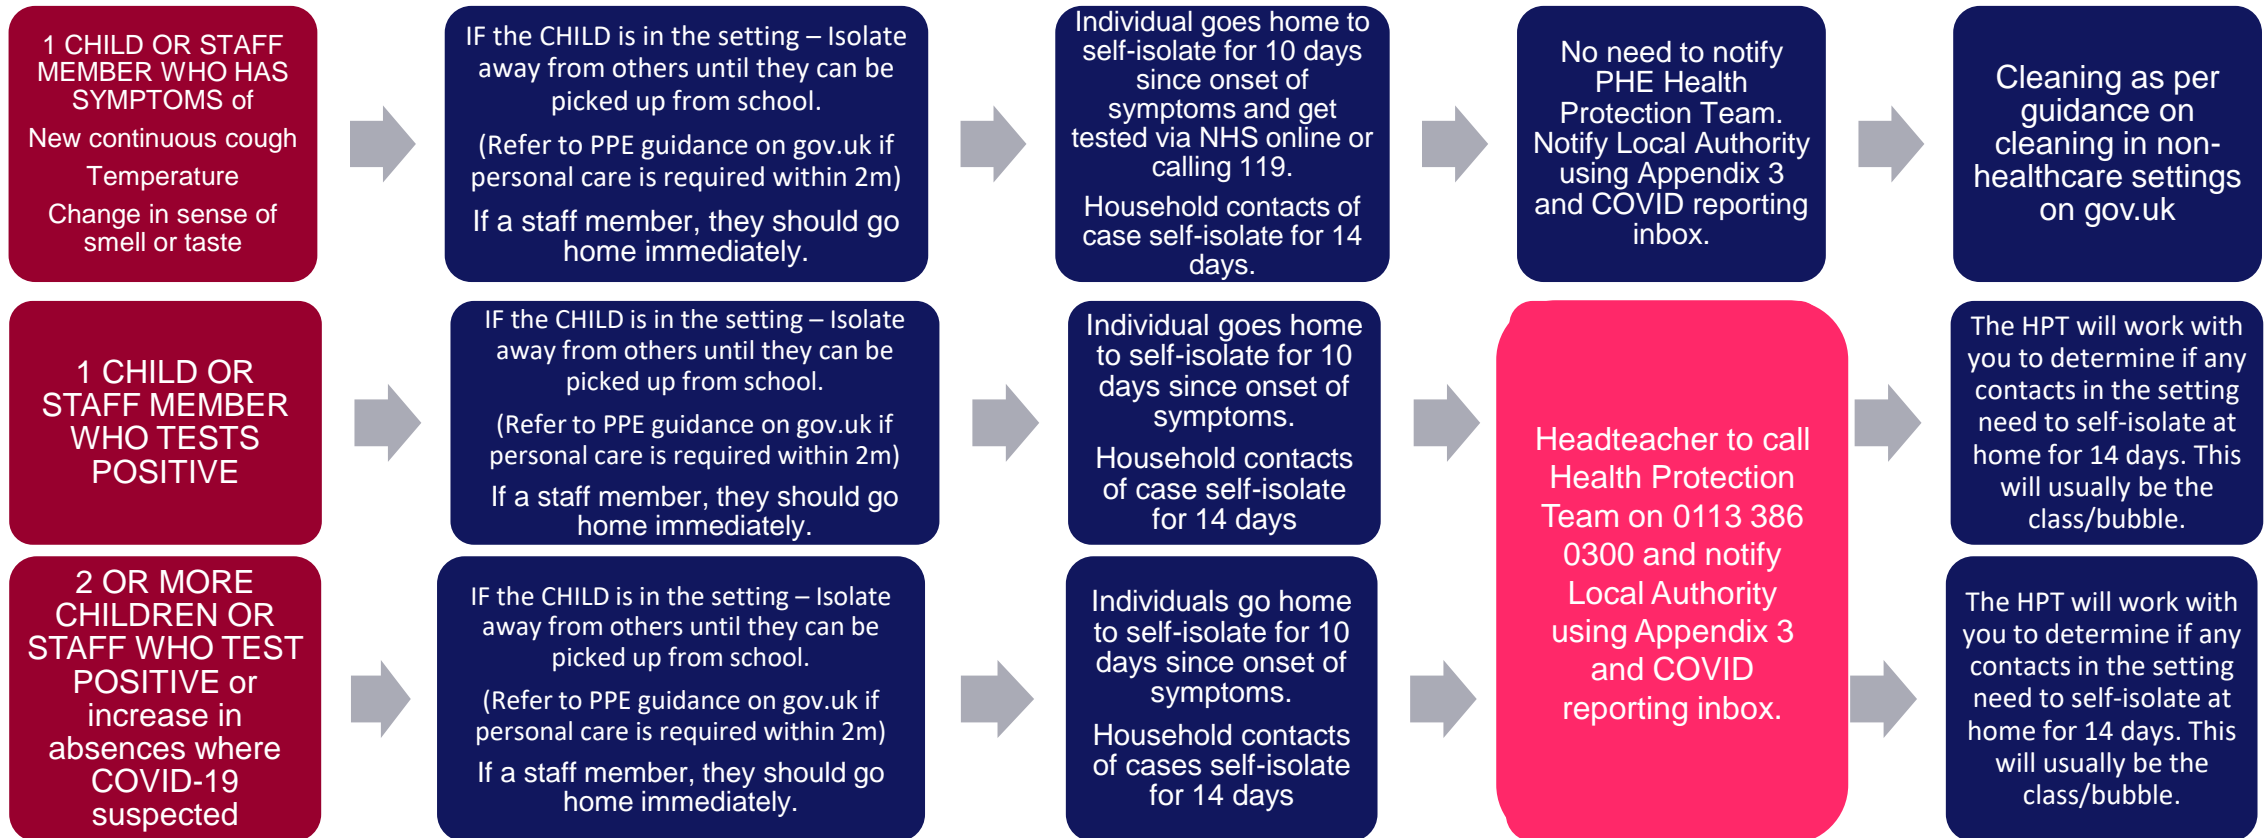 1 CHILD OR STAFF
MEMBER WHO HAS
SYMPTOMS of
New continuous cough
Temperature
Change in sense of
smell or taste
IF the CHILD is in the setting – Isolate
away from others until they can be
picked up from school.
(Refer to PPE guidance on gov.uk if
personal care is required within 2m)
If a staff member, they should go
home immediately.
Individual goes home to
self-isolate for 10 days
since onset of
symptoms and get
tested via NHS online or
calling 119.
Household contacts of
case self-isolate for 14
days.
No need to notify
PHE Health
Protection Team.
Notify Local Authority
using Appendix 3
and COVID reporting
inbox.
Cleaning as per
guidance on
cleaning in non-
healthcare settings
on gov.uk
1 CHILD OR
STAFF MEMBER
WHO TESTS
POSITIVE
IF the CHILD is in the setting – Isolate
away from others until they can be
picked up from school.
(Refer to PPE guidance on gov.uk if
personal care is required within 2m)
If a staff member, they should go
home immediately.
Individual goes home
to self-isolate for 10
days since onset of
symptoms.
Household contacts
of case self-isolate
for 14 days
Headteacher to call
Health Protection
Team on 0113 386
0300 and notify
Local Authority
using Appendix 3
and COVID
reporting inbox.
The HPT will work with
you to determine if any
contacts in the setting
need to self-isolate at
home for 14 days. This
will usually be the
class/bubble.
2 OR MORE
CHILDREN OR
STAFF WHO TEST
POSITIVE or
increase in
absences where
COVID-19
suspected
IF the CHILD is in the setting – Isolate
away from others until they can be
picked up from school.
(Refer to PPE guidance on gov.uk if
personal care is required within 2m)
If a staff member, they should go
home immediately.
Individuals go home
to self-isolate for 10
days since onset of
symptoms.
Household contacts
of cases self-isolate
for 14 days
The HPT will work with
you to determine if any
contacts in the setting
need to self-isolate at
home for 14 days. This
will usually be the
class/bubble.